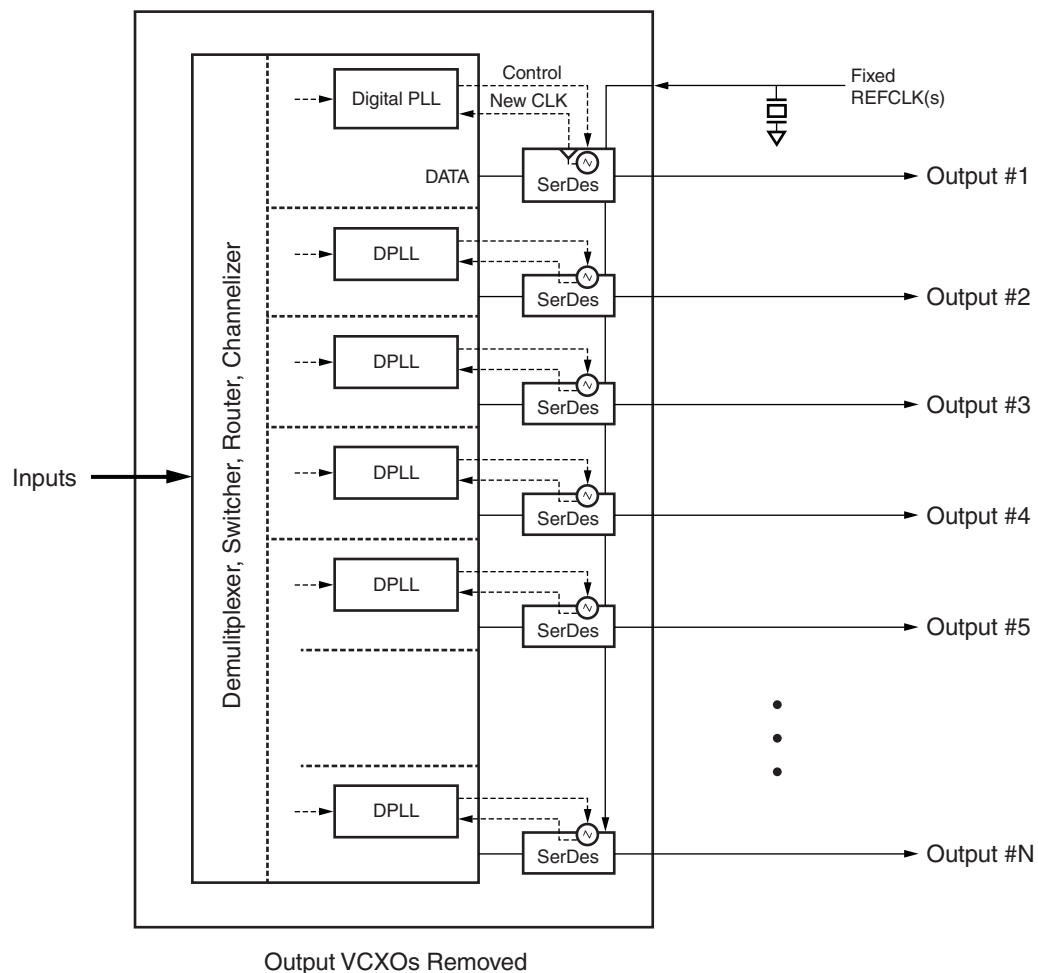 Control
Digital PLL
New CLK
Fixed
REFCLK(s)
DATA
SerDes
Output #1
DPLL
SerDes
Output #2
DPLL
SerDes
Output #3
Demulitplexer, Switcher, Router, Channelizer
Inputs
DPLL
SerDes
Output #4
DPLL
SerDes
Output #5
DPLL
SerDes
Output #N
Output VCXOs Removed